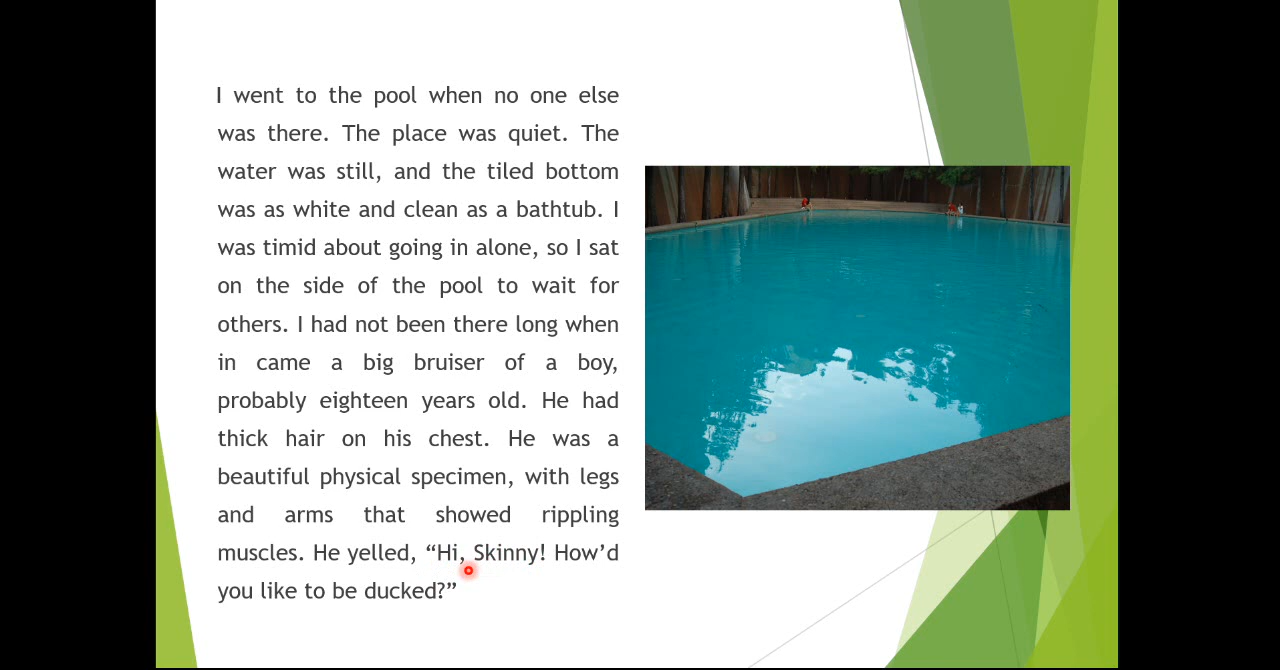 I went to the pool when no one else
was there. The place was quiet. The
water was still, and the tiled bottom
was as white and clean as a bathtub. I
was timid about going in alone, so I sat
on the side of the pool to wait for
others. I had not been there long when
in came a big bruiser of a boy,
probably eighteen years old. He had
thick hair on his chest. He was a
beautiful physical specimen, with legs
and arms that showed rippling
muscles. He yelled, “Hi, Skinny! How’d
you like to be ducked?”